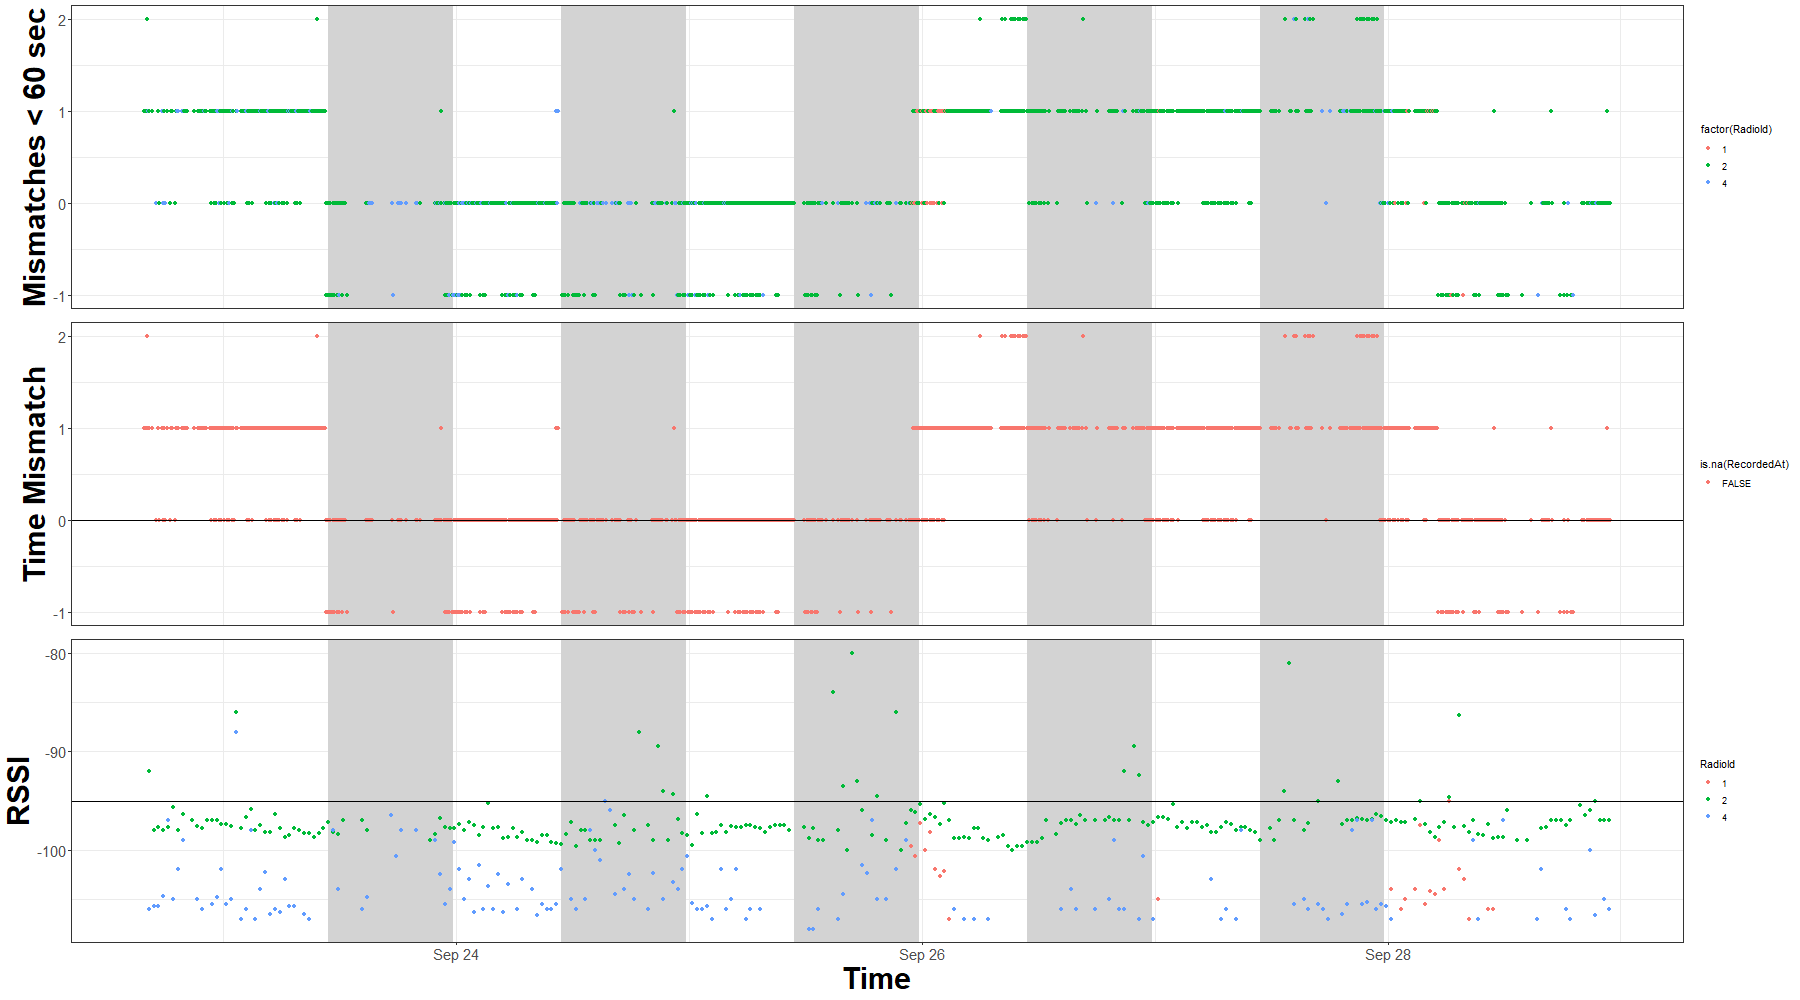 Mismatches < 60 sec
2
1
0
-1
factor(RadioId)
1
2
4
Time Mismatch
2
1
0
-1
is.na(RecordedAt)
FALSE
RSSI
-80
-90
-100
RadioId
1
2
4
Sep 24
Sep 26
Sep 28
Time